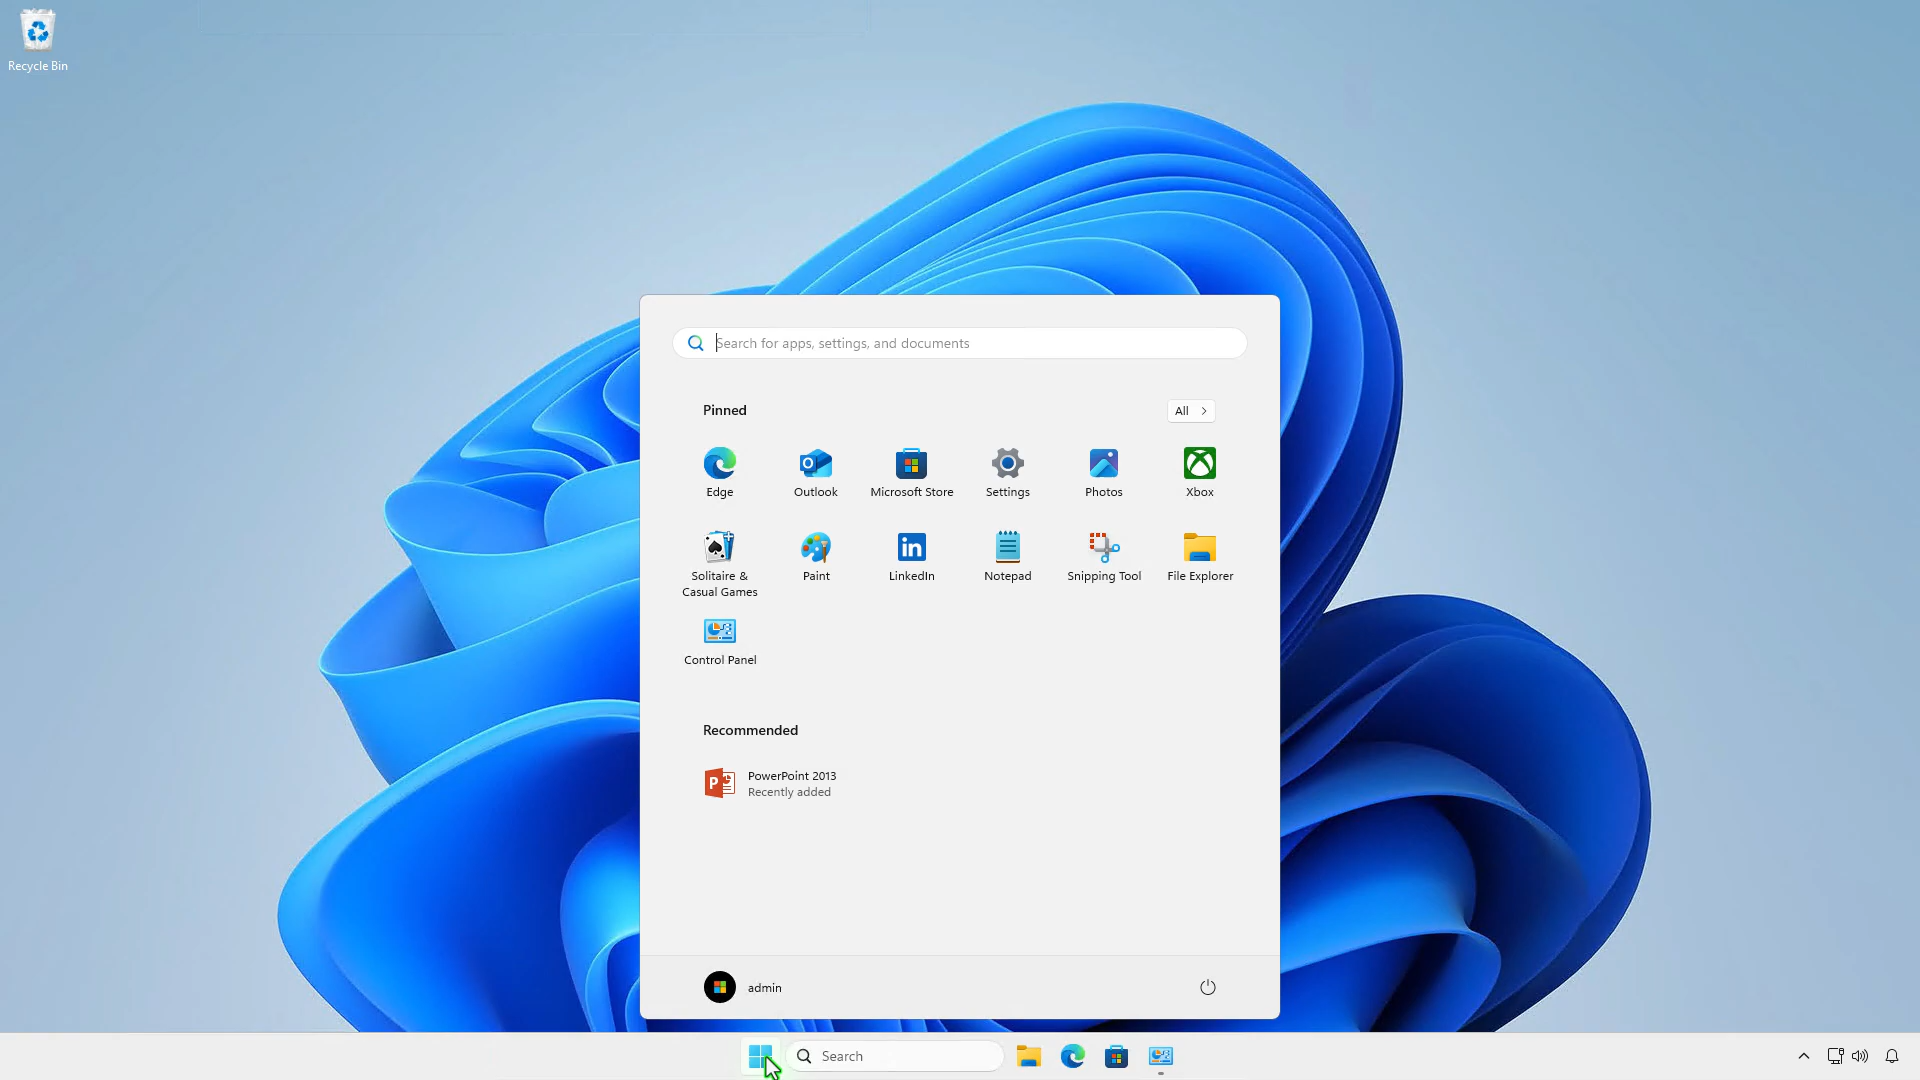 Recycle Bin
Search for apps, settings, and documents
Pinned
All
Edge
Outlook
Microsoft Store
Settings
Photos
Xbox
Solitaire &
Casual Games
Paint
LinkedIn
Notepad
Snipping Tool
File Explorer
Control Panel
Recommended
PowerPoint 2013
Recently added
admin
Search